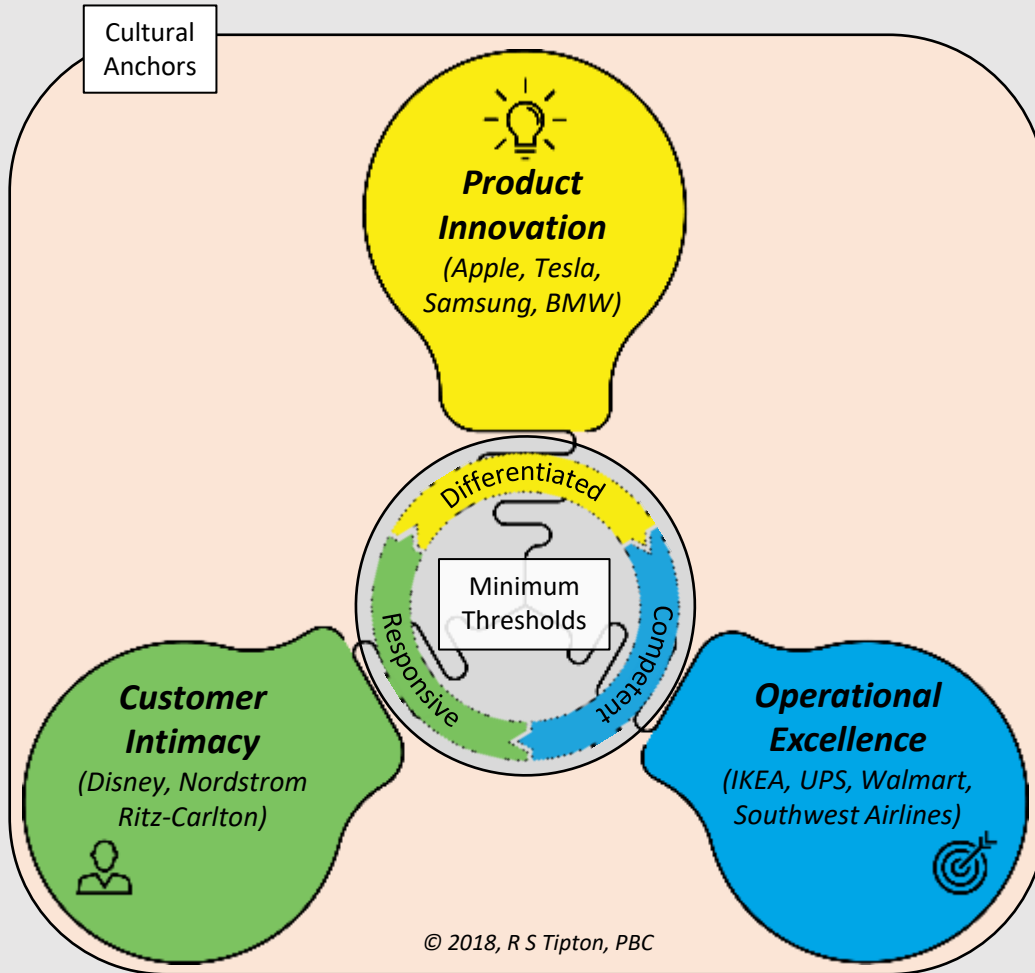 Cultural
Anchors
Product
Innovation
(Apple, Tesla,
Samsung, BMW)
Differentiated
Minimum
Thresholds
Responsive
Competent
Customer
Intimacy
(Disney, Nordstrom
Ritz-Carlton)
Operational
Excellence
(IKEA, UPS, Walmart,
Southwest Airlines)
© 2018, R S Tipton, PBC